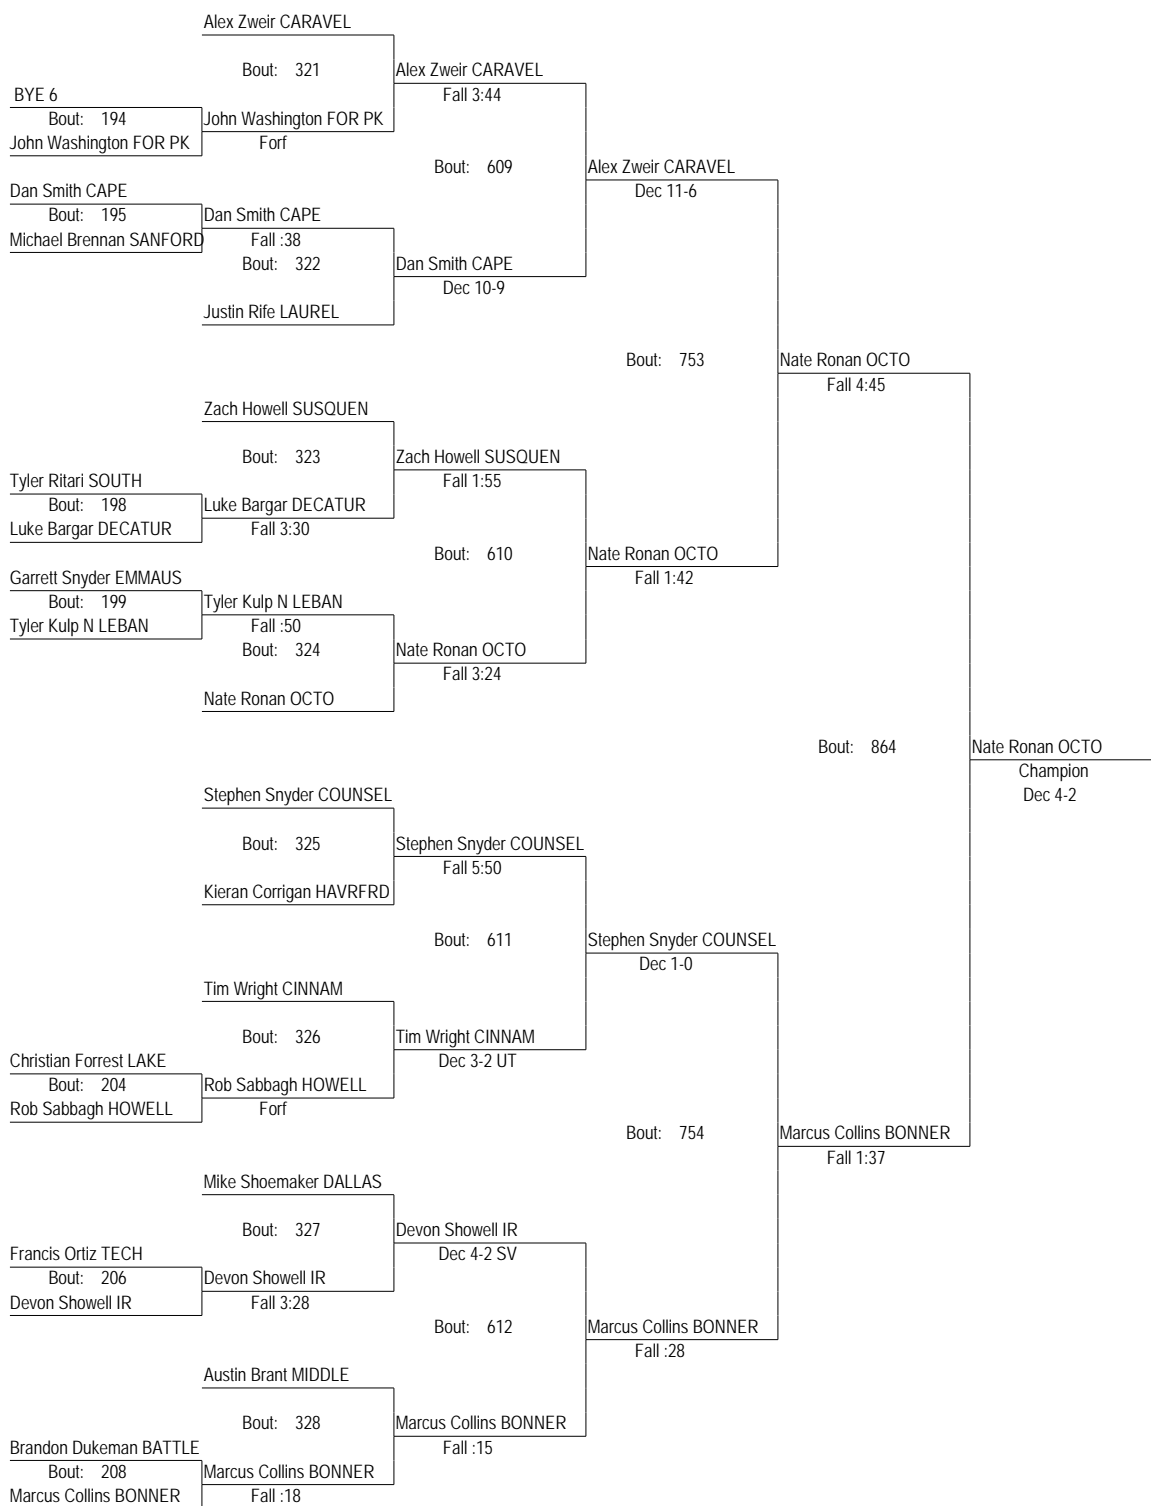 Alex Zweir CARAVEL
Bout: 321
Alex Zweir CARAVEL
BYE 6
Fall 3:44
Bout: 194
John Washington FOR PK
John Washington FOR PK
Forf
Bout: 609
Alex Zweir CARAVEL
Dan Smith CAPE
Dec 11-6
Bout: 195
Dan Smith CAPE
Michael Brennan SANFORD
Fall :38
Bout: 322
Dan Smith CAPE
Dec 10-9
Justin Rife LAUREL
Bout: 753
Nate Ronan OCTO
Fall 4:45
Zach Howell SUSQUEN
Bout: 323
Zach Howell SUSQUEN
Tyler Ritari SOUTH
Fall 1:55
Bout: 198
Luke Bargar DECATUR
Luke Bargar DECATUR
Fall 3:30
Bout: 610
Nate Ronan OCTO
Garrett Snyder EMMAUS
Fall 1:42
Bout: 199
Tyler Kulp N LEBAN
Tyler Kulp N LEBAN
Fall :50
Bout: 324
Nate Ronan OCTO
Fall 3:24
Nate Ronan OCTO
Bout: 864
Nate Ronan OCTO
Champion
Dec 4-2
Stephen Snyder COUNSEL
Bout: 325
Stephen Snyder COUNSEL
Fall 5:50
Kieran Corrigan HAVRFRD
Bout: 611
Stephen Snyder COUNSEL
Dec 1-0
Tim Wright CINNAM
Bout: 326
Tim Wright CINNAM
Christian Forrest LAKE
Dec 3-2 UT
Bout: 204
Rob Sabbagh HOWELL
Rob Sabbagh HOWELL
Forf
Bout: 754
Marcus Collins BONNER
Fall 1:37
Mike Shoemaker DALLAS
Bout: 327
Devon Showell IR
Francis Ortiz TECH
Dec 4-2 SV
Bout: 206
Devon Showell IR
Devon Showell IR
Fall 3:28
Bout: 612
Marcus Collins BONNER
Fall :28
Austin Brant MIDDLE
Bout: 328
Marcus Collins BONNER
Brandon Dukeman BATTLE
Fall :15
Bout: 208
Marcus Collins BONNER
Marcus Collins BONNER
Fall :18